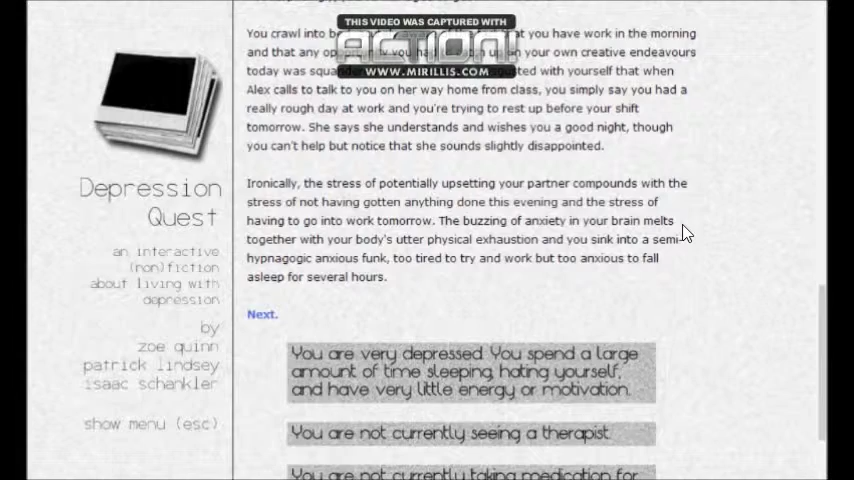 THIS VIDEO WAS CAPTURED WITH
ACTION!
WWW.MIRILLIS.COM
You crawl into you have work in the morning
and that any your own creative endeavours
today was with yourself that when
Alex calls to talk to you on her way home from class, you simply say you had a
really rough day at work and you're trying to rest up before your shift
tomorrow. She says she understands and wishes you a good night, though
you can't help but notice that she sounds slightly disappointed.
Ironically, the stress of potentially upsetting your partner compounds with the
stress of not having gotten anything done this evening and the stress of
having to go into work tomorrow. The buzzing of anxiety in your brain melts
together with your body's utter physical exhaustion and you sink into a semi-
hypnagogic anxious funk, too tired to try and work but too anxious to fall
asleep for several hours.
Next.
You are very depressed. You spend a large
amount of time sleeping, hating yourself,
and have very little energy or motivation.
You are not currently seeing a therapist.
You are not currently taking medication for
Depression
Quest
an interactive
(non)fiction
about living with
depression
by
zoe quinn
patrick lindsey
isaac schankler
show menu (esc)